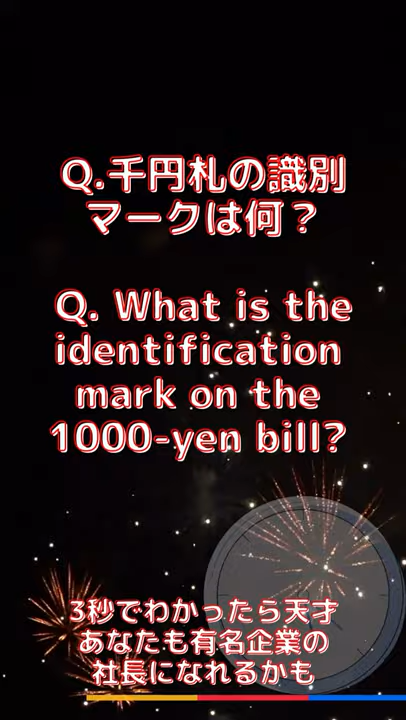 Q.千円札の識別
マークは何？
Q. What is the
identification
mark on the
1000-yen bill?
3秒でわかったら天才
あなたも有名企業の
社長になれるかも